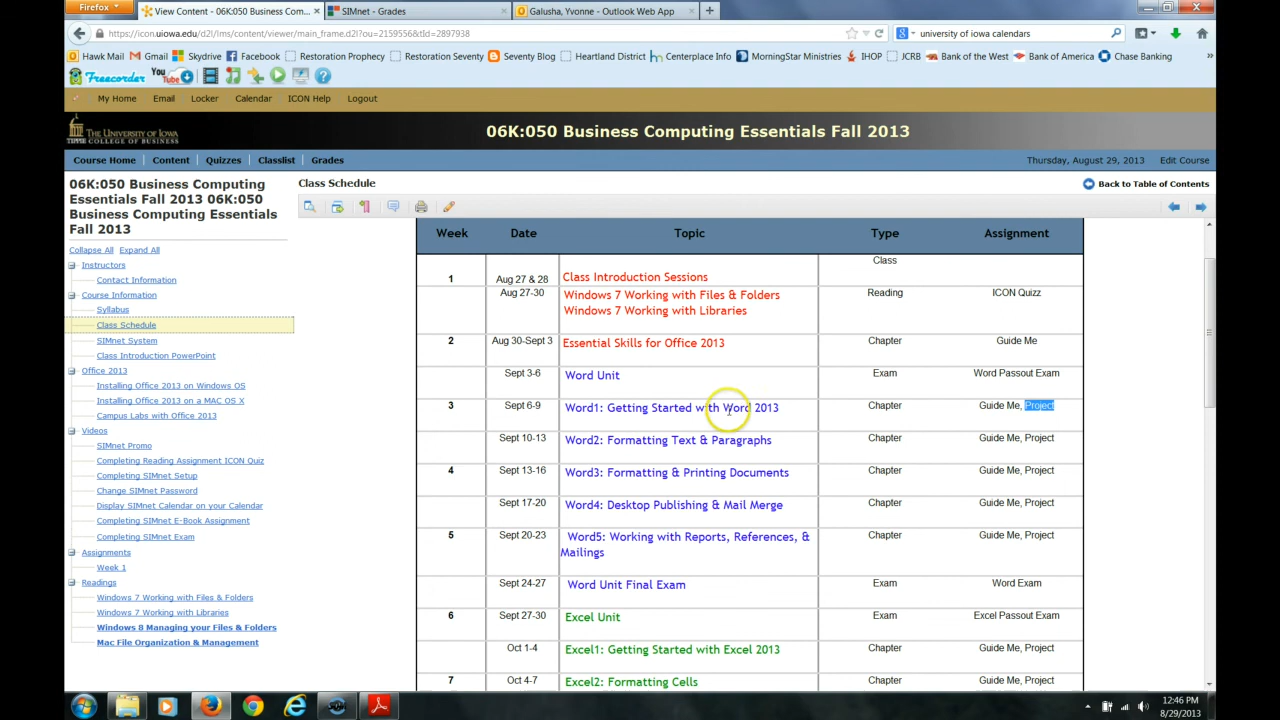 Firefox
View Content - 06K:050 Business Com...
SIMnet - Grades
Galusha, Yvonne - Outlook Web App
https://icon.uiowa.edu/d2l/lms/content/viewer/main_frame.d2l?ou=2159556&tId=2897938
university of iowa calendars
Hawk Mail Gmail Skydrive Facebook Restoration Prophecy Restoration Seventy Seventy Blog Heartland District Centerplace Info MorningStar Ministries IHOP JCRB Bank of the West Bank of America Chase Banking
Freecorder You Tube
My Home Email Locker Calendar ICON Help Logout
THE UNIVERSITY OF IOWA
TIPPIE COLLEGE OF BUSINESS
06K:050 Business Computing Essentials Fall 2013
Course Home Content Quizzes Classlist Grades Thursday, August 29, 2013 Edit Course
06K:050 Business Computing
Essentials Fall 2013 06K:050
Business Computing Essentials
Fall 2013
Collapse All Expand All
Instructors
Contact Information
Course Information
Syllabus
Class Schedule
SIMnet System
Class Introduction PowerPoint
Office 2013
Installing Office 2013 on Windows OS
Installing Office 2013 on a MAC OS X
Campus Labs with Office 2013
Videos
SIMnet Promo
Completing Reading Assignment ICON Quiz
Completing SIMnet Setup
Change SIMnet Password
Display SIMnet Calendar on your Calendar
Completing SIMnet E-Book Assignment
Completing SIMnet Exam
Assignments
Week 1
Readings
Windows 7 Working with Files & Folders
Windows 7 Working with Libraries
Windows 8 Managing your Files & Folders
Mac File Organization & Management
Class Schedule
Back to Table of Contents
Week Date Topic Type Assignment
1 Aug 27 & 28 Class Introduction Sessions Class
Aug 27-30 Windows 7 Working with Files & Folders Reading ICON Quizz
Windows 7 Working with Libraries
2 Aug 30-Sept 3 Essential Skills for Office 2013 Chapter Guide Me
Sept 3-6 Word Unit Exam Word Passout Exam
3 Sept 6-9 Word1: Getting Started with Word 2013 Chapter Guide Me, Project
Sept 10-13 Word2: Formatting Text & Paragraphs Chapter Guide Me, Project
4 Sept 13-16 Word3: Formatting & Printing Documents Chapter Guide Me, Project
Sept 17-20 Word4: Desktop Publishing & Mail Merge Chapter Guide Me, Project
5 Sept 20-23 Word5: Working with Reports, References, & Chapter Guide Me, Project
Mailings
Sept 24-27 Word Unit Final Exam Exam Word Exam
6 Sept 27-30 Excel Unit Exam Excel Passout Exam
Oct 1-4 Excel1: Getting Started with Excel 2013 Chapter Guide Me, Project
7 Oct 4-7 Excel2: Formatting Cells Chapter Guide Me, Project
12:46 PM
8/29/2013